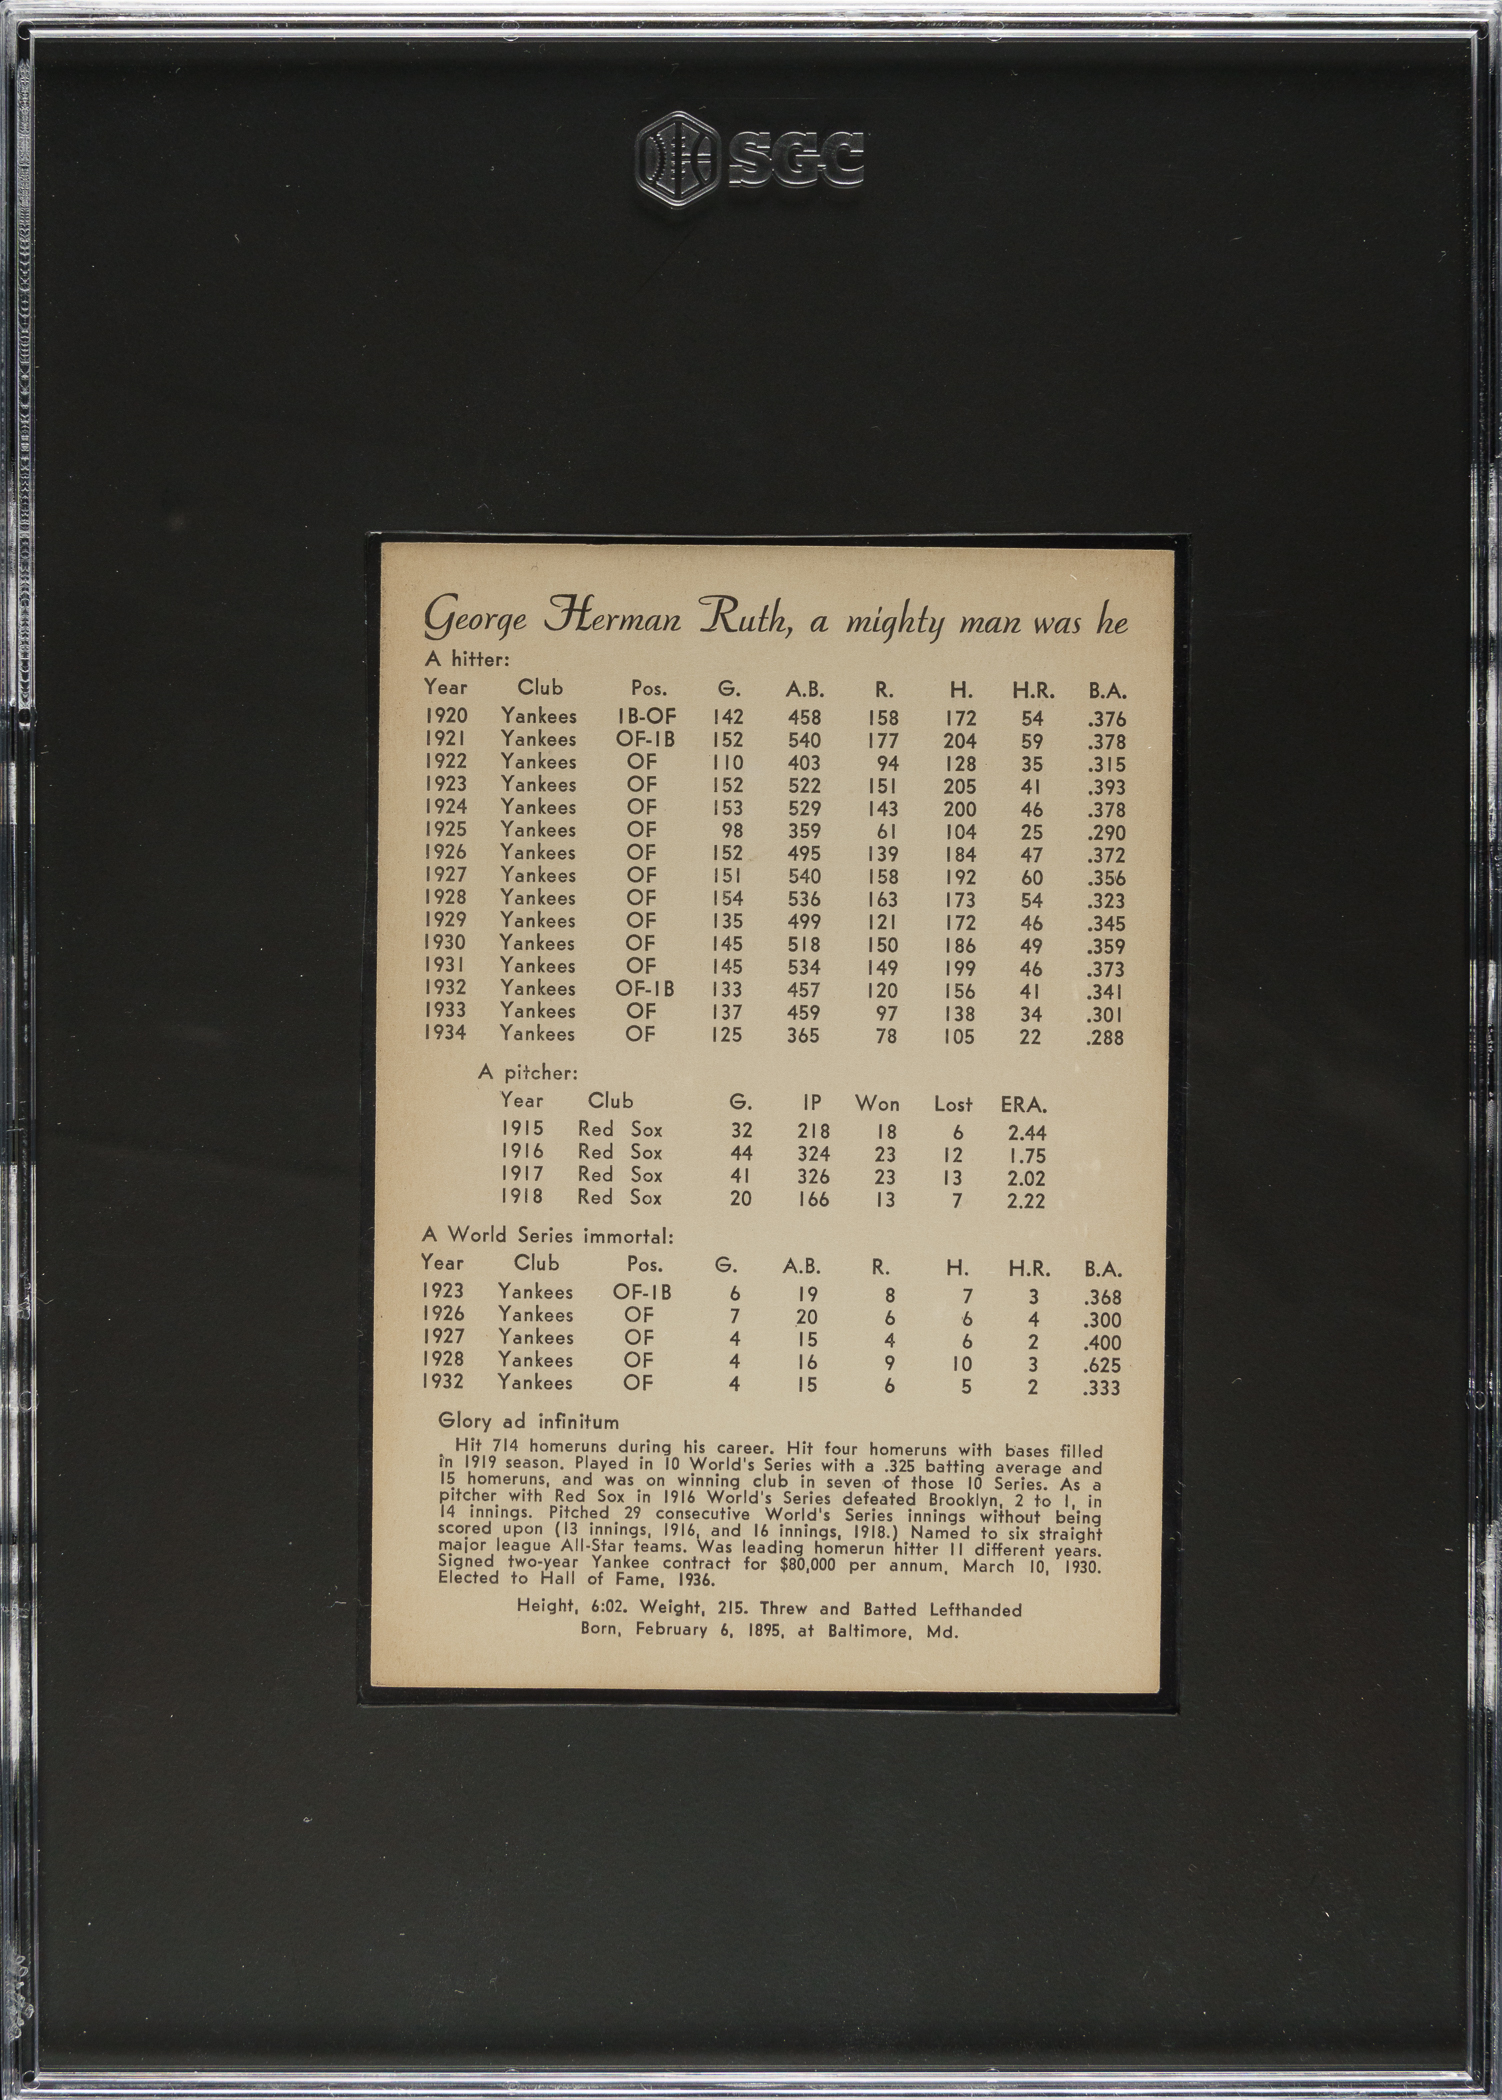 SGC
George Herman Ruth, a mighty man was he
A hitter:
Year Club Pos. G. A.B. R. H. H.R. B.A.
1920 Yankees 1B-OF 142 458 158 172 54 .376
1921 Yankees OF-1B 152 540 177 204 59 .378
1922 Yankees OF 110 403 94 128 35 .315
1923 Yankees OF 152 522 151 205 41 .393
1924 Yankees OF 153 529 143 200 46 .378
1925 Yankees OF 98 359 61 104 25 .290
1926 Yankees OF 152 495 139 184 47 .372
1927 Yankees OF 151 540 158 192 60 .356
1928 Yankees OF 154 536 163 173 54 .323
1929 Yankees OF 135 499 121 172 46 .345
1930 Yankees OF 145 518 150 186 49 .359
1931 Yankees OF 145 534 149 199 46 .373
1932 Yankees OF-1B 133 457 120 156 41 .341
1933 Yankees OF 137 459 97 138 34 .301
1934 Yankees OF 125 365 78 105 22 .288
A pitcher:
Year Club G. IP Won Lost ERA.
1915 Red Sox 32 218 18 6 2.44
1916 Red Sox 44 324 23 12 1.75
1917 Red Sox 41 326 23 13 2.02
1918 Red Sox 20 166 13 7 2.22
A World Series immortal:
Year Club Pos. G. A.B. R. H. H.R. B.A.
1923 Yankees OF-1B 6 19 8 7 3 .368
1926 Yankees OF 7 20 6 6 4 .300
1927 Yankees OF 4 15 4 6 2 .400
1928 Yankees OF 4 16 9 10 3 .625
1932 Yankees OF 4 15 6 5 2 .333
Glory ad infinitum
Hit 714 homeruns during his career. Hit four homeruns with bases filled
in 1919 season. Played in 10 World's Series with a .325 batting average and
15 homeruns, and was on winning club in seven of those 10 Series. As a
pitcher with Red Sox in 1916 World's Series defeated Brooklyn, 2 to 1, in
14 innings. Pitched 29 consecutive World's Series innings without being
scored upon (13 innings, 1916, and 16 innings, 1918.) Named to six straight
major league All-Star teams. Was leading homerun hitter 11 different years.
Signed two-year Yankee contract for $80,000 per annum, March 10, 1930.
Elected to Hall of Fame, 1936.
Height, 6:02. Weight, 215. Threw and Batted Lefthanded
Born, February 6, 1895, at Baltimore, Md.